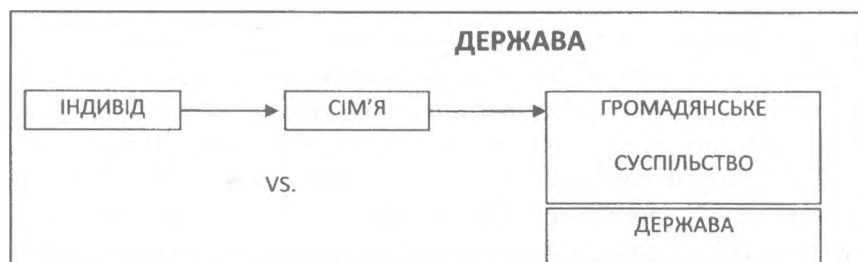 ДЕРЖАВА
ІНДИВІД
СІМ’Я
ГРОМАДЯНСЬКЕ
СУСПІЛЬСТВО
VS.
ДЕРЖАВА